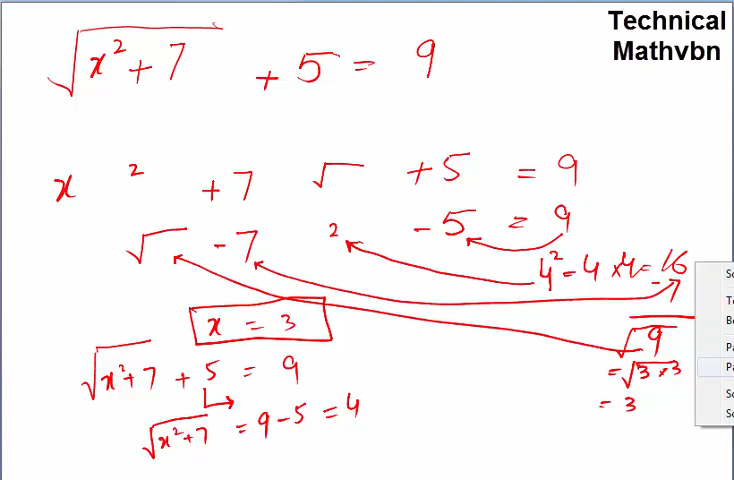 Technical
Mathvbn
√(x² + 7) + 5 = 9
x ² + 7 √ + 5 = 9
√ - 7 ² - 5 = 9
4² = 4 × 4 = 16
- 7
x = 3
√9
= √(3 × 3)
= 3
√(x² + 7) + 5 = 9
√(x² + 7) = 9 - 5 = 4
S
T
B
P
P
S
S